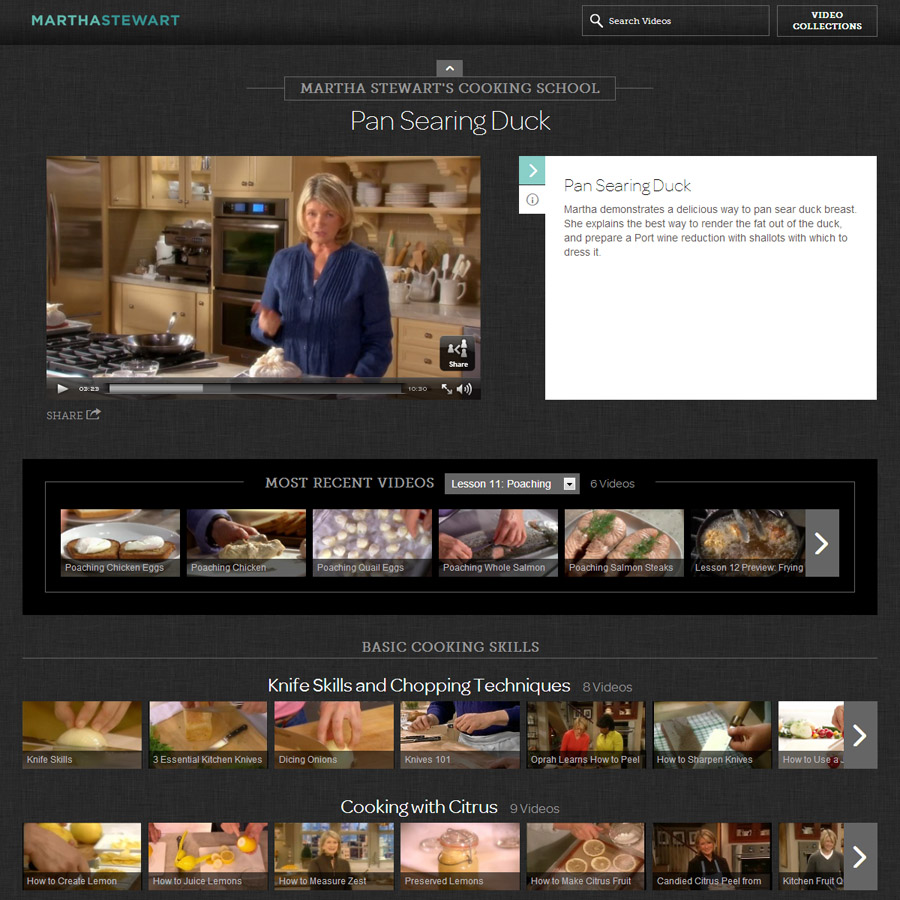 MARTHASTEWART
Search Videos
VIDEO
COLLECTIONS
MARTHA STEWART'S COOKING SCHOOL
Pan Searing Duck
Pan Searing Duck
Martha demonstrates a delicious way to pan sear duck breast.
She explains the best way to render the fat out of the duck,
and prepare a Port wine reduction with shallots with which to
dress it.
Share
03:23
10:30
SHARE
MOST RECENT VIDEOS
Lesson 11: Poaching
6 Videos
Poaching Chicken Eggs
Poaching Chicken
Poaching Quail Eggs
Poaching Whole Salmon
Poaching Salmon Steaks
Lesson 12 Preview: Frying
BASIC COOKING SKILLS
Knife Skills and Chopping Techniques
8 Videos
Knife Skills
3 Essential Kitchen Knives
Dicing Onions
Knives 101
Oprah Learns How to Peel
How to Sharpen Knives
How to Use a J
Cooking with Citrus
9 Videos
How to Create Lemon
How to Juice Lemons
How to Measure Zest
Preserved Lemons
How to Make Citrus Fruit
Candied Citrus Peel from
Kitchen Fruit Q